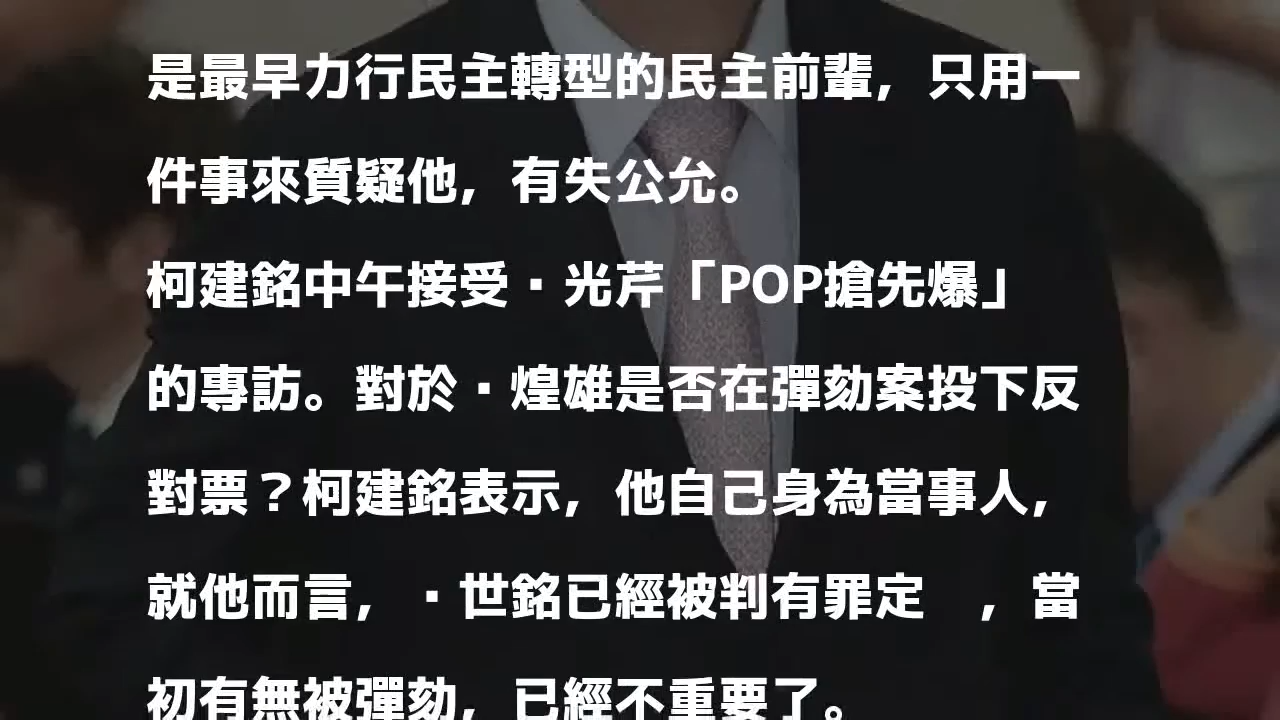 是最早力行民主轉型的民主前輩，只用一
件事來質疑他，有失公允。
柯建銘中午接受▪光芹「POP搶先爆」
的專訪。對於▪煌雄是否在彈劾案投下反
對票？柯建銘表示，他自己身為當事人，
就他而言，▪世銘已經被判有罪定　，當
初有無被彈劾，已經不重要了。